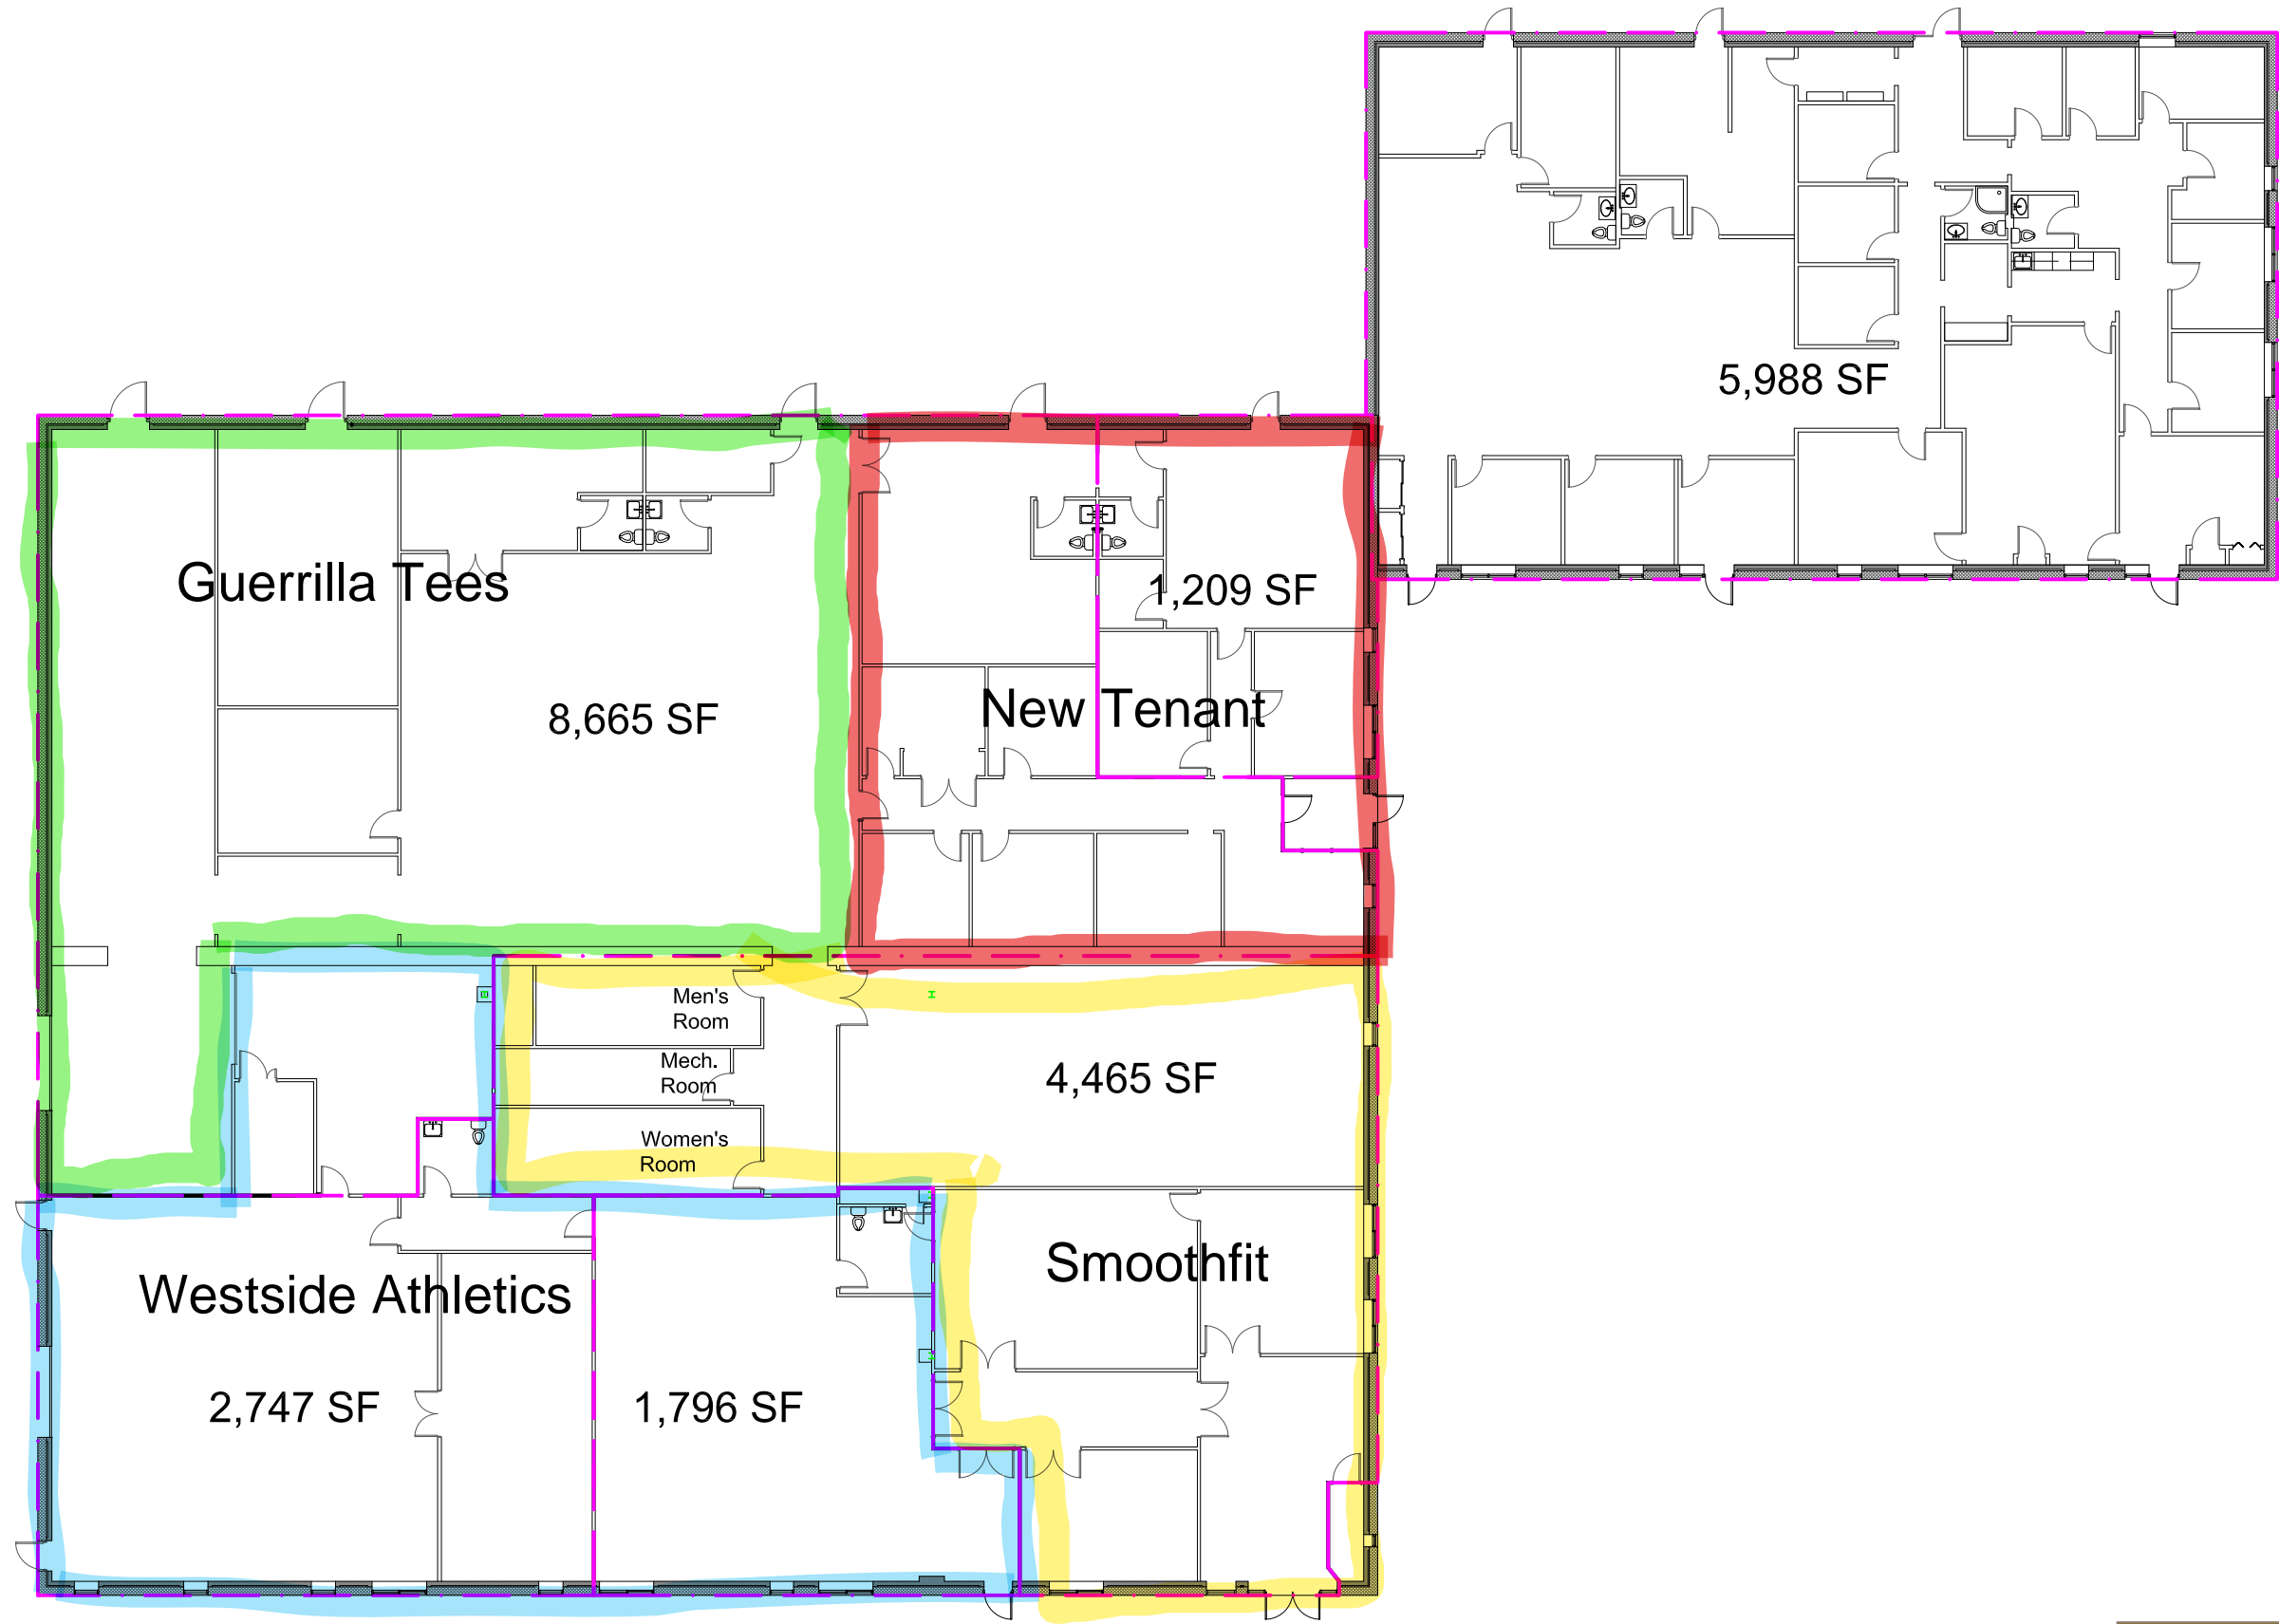 5,988 SF
Guerrilla Tees
1,209 SF
8,665 SF
New Tenant
Men's
Room
Mech.
Room
4,465 SF
Women's
Room
Smoothfit
Westside Athletics
2,747 SF
1,796 SF